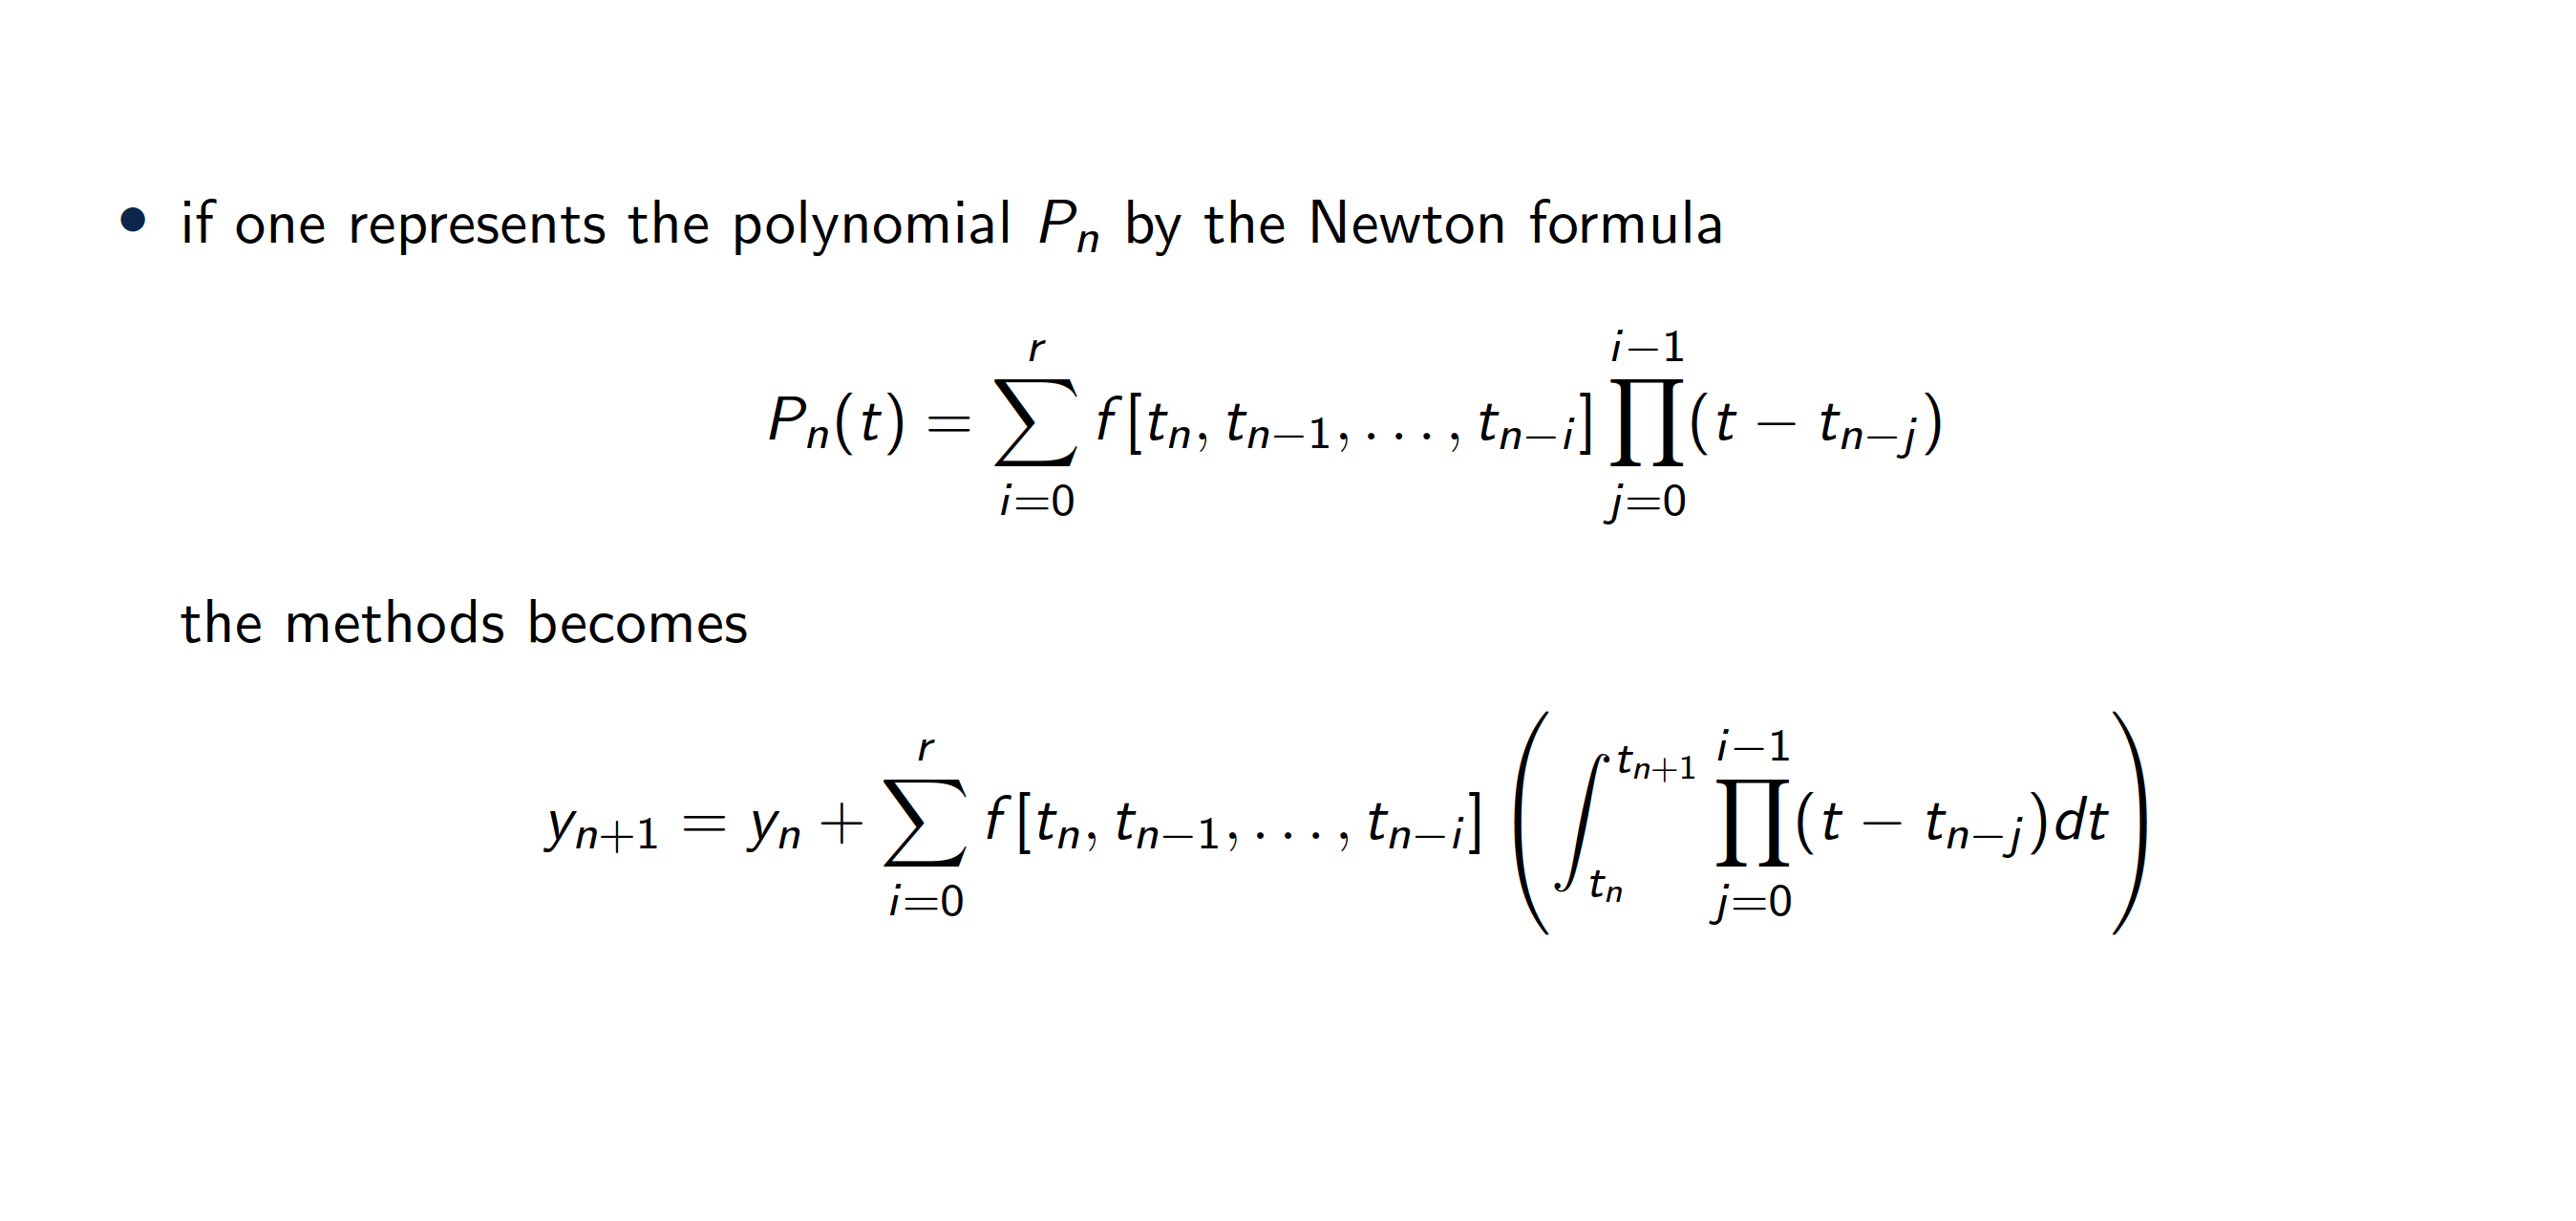 • if one represents the polynomial $P_n$ by the Newton formula
$$P_n(t) = \sum_{i=0}^{r} f[t_n, t_{n-1}, \ldots, t_{n-i}] \prod_{j=0}^{i-1} (t - t_{n-j})$$
the methods becomes
$$y_{n+1} = y_n + \sum_{i=0}^{r} f[t_n, t_{n-1}, \ldots, t_{n-i}] \left( \int_{t_n}^{t_{n+1}} \prod_{j=0}^{i-1} (t - t_{n-j}) dt \right)$$